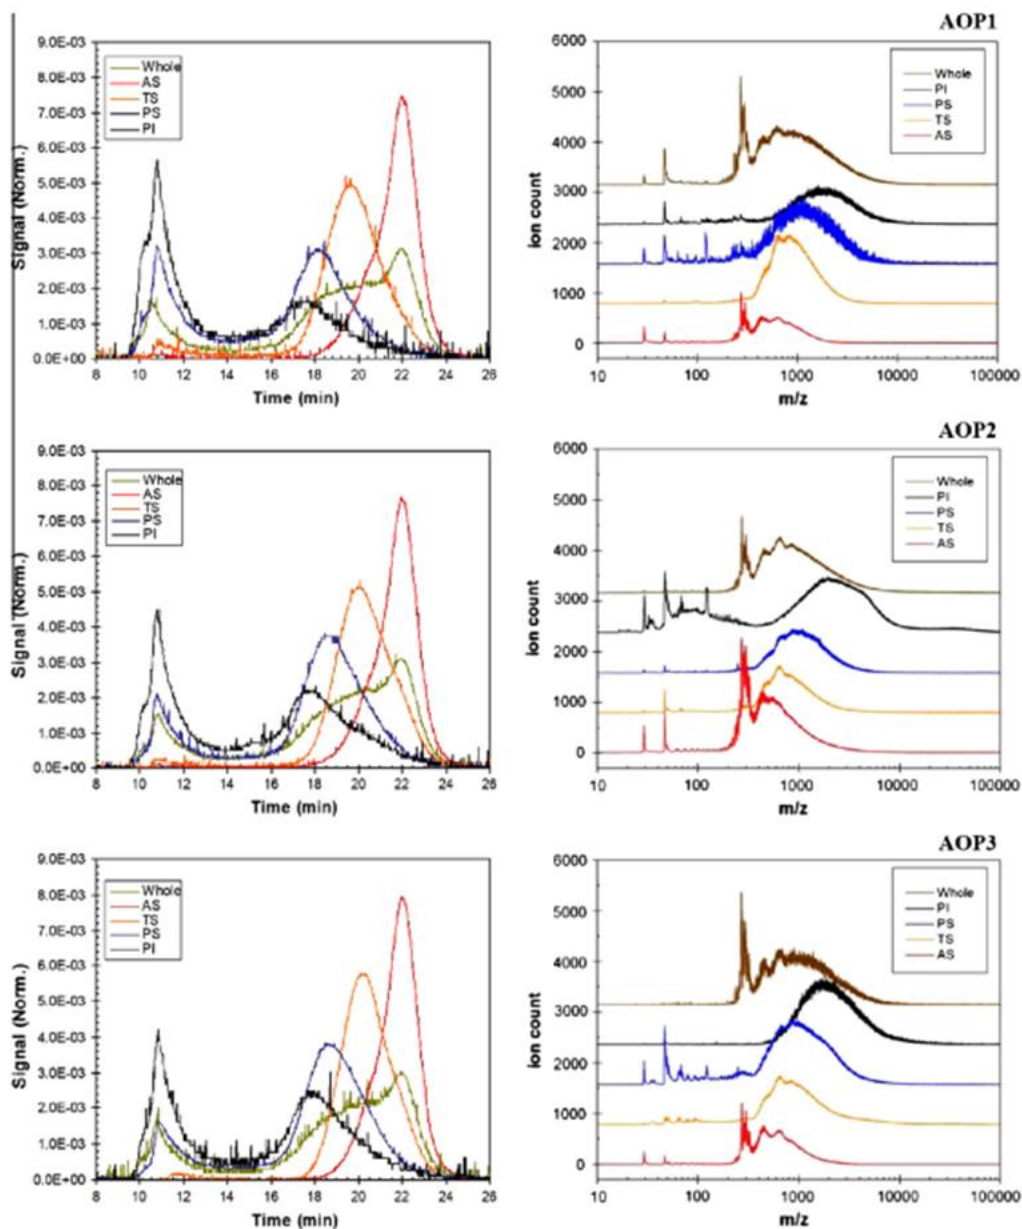 AOP1
9.0E-03
8.0E-03
7.0E-03
6.0E-03
5.0E-03
4.0E-03
3.0E-03
2.0E-03
1.0E-03
0.0E+00
Signal (Norm.)
Whole
AS
TS
PS
PI
8 10 12 14 16 18 20 22 24 26
Time (min)
6000
5000
4000
3000
2000
1000
0
ion count
Whole
PI
PS
TS
AS
10 100 1000 10000 100000
m/z
AOP2
9.0E-03
8.0E-03
7.0E-03
6.0E-03
5.0E-03
4.0E-03
3.0E-03
2.0E-03
1.0E-03
0.0E+00
Signal (Norm.)
Whole
AS
TS
PS
PI
8 10 12 14 16 18 20 22 24 26
Time (min)
6000
5000
4000
3000
2000
1000
0
ion count
Whole
PI
PS
TS
AS
10 100 1000 10000 100000
m/z
AOP3
9.0E-03
8.0E-03
7.0E-03
6.0E-03
5.0E-03
4.0E-03
3.0E-03
2.0E-03
1.0E-03
0.0E+00
Signal (Norm.)
Whole
AS
TS
PS
PI
8 10 12 14 16 18 20 22 24 26
Time (min)
6000
5000
4000
3000
2000
1000
0
ion count
Whole
PI
PS
TS
AS
10 100 1000 10000 100000
m/z